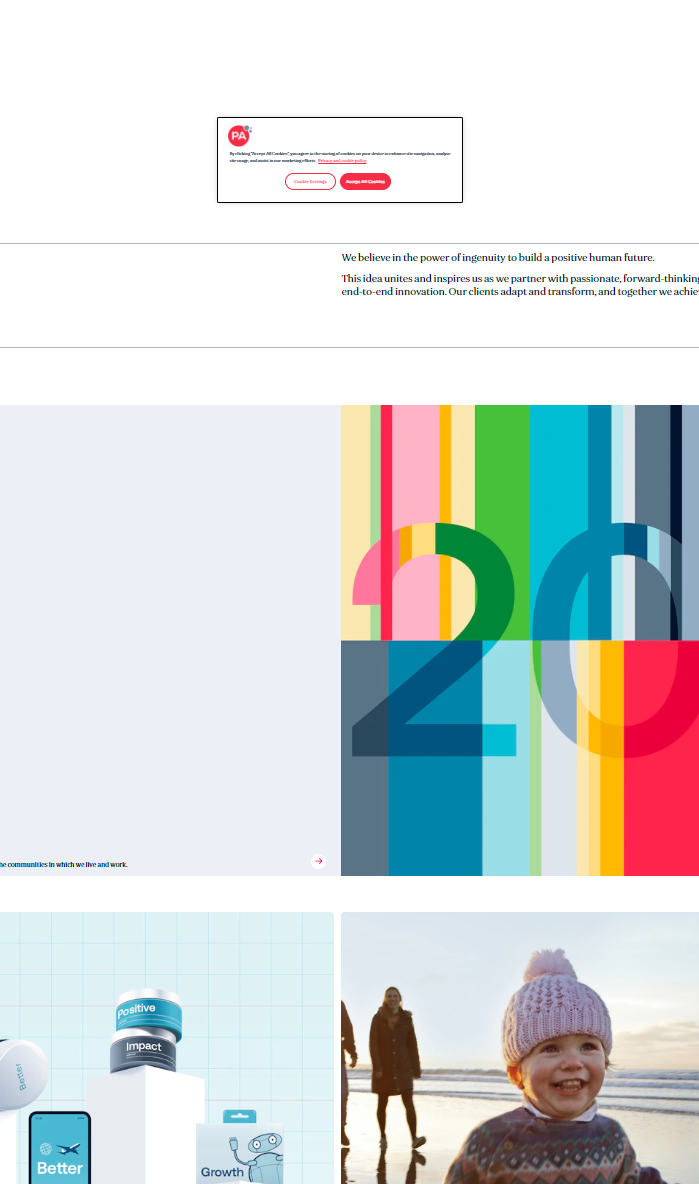 PA
By clicking "Accept All Cookies", you agree to the storing of cookies on your device to enhance site navigation, analyze
site usage, and assist in our marketing efforts. Privacy and cookie policy
Cookie Settings
Accept All Cookies
We believe in the power of ingenuity to build a positive human future.
This idea unites and inspires us as we partner with passionate, forward-thinking
end-to-end innovation. Our clients adapt and transform, and together we achie
20
he communities in which we live and work.
Positive
Impact
Better
Better
Growth